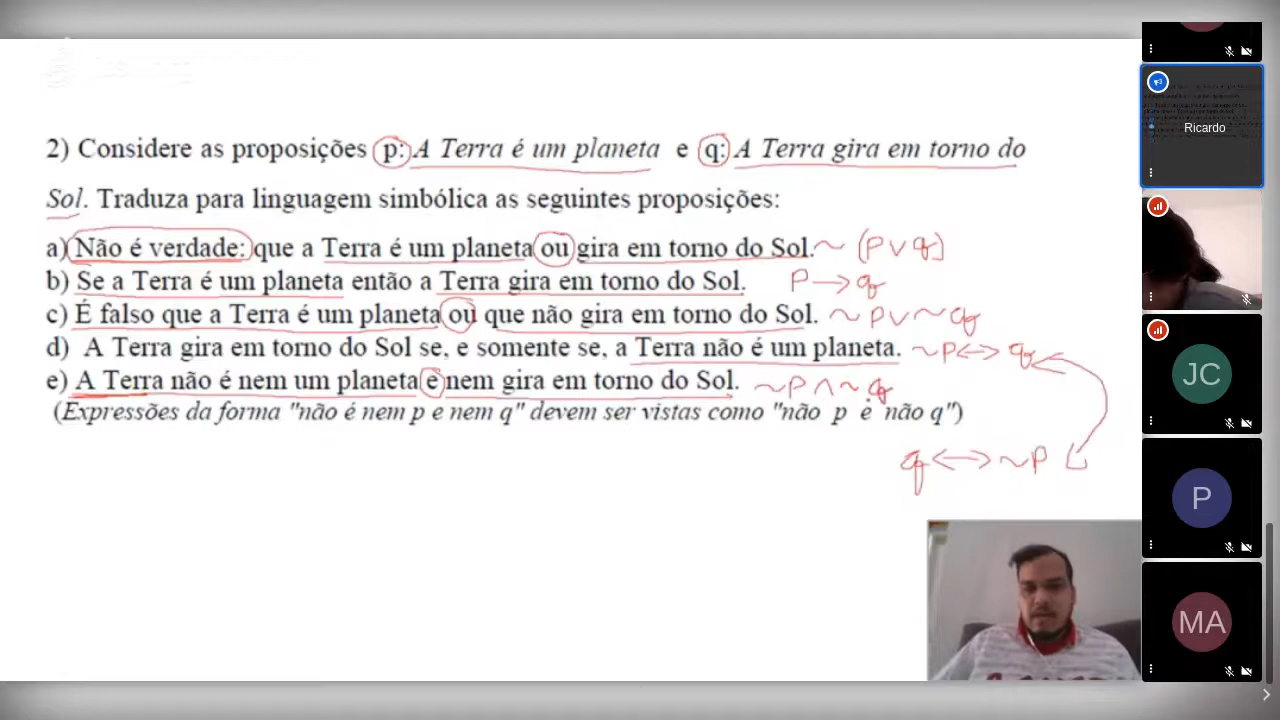 2) Considere as proposições p: A Terra é um planeta e q: A Terra gira em torno do
Sol. Traduza para linguagem simbólica as seguintes proposições:
a) Não é verdade: que a Terra é um planeta ou gira em torno do Sol. ~ (p ∨ q)
b) Se a Terra é um planeta então a Terra gira em torno do Sol. p → q
c) É falso que a Terra é um planeta ou que não gira em torno do Sol. ~p ∨ ~q
d) A Terra gira em torno do Sol se, e somente se, a Terra não é um planeta. ~p ↔ q
e) A Terra não é nem um planeta e nem gira em torno do Sol. ~p ∧ ~q
(Expressões da forma "não é nem p e nem q" devem ser vistas como "não p e não q")
q ↔ ~p
Ricardo
JC
P
MA